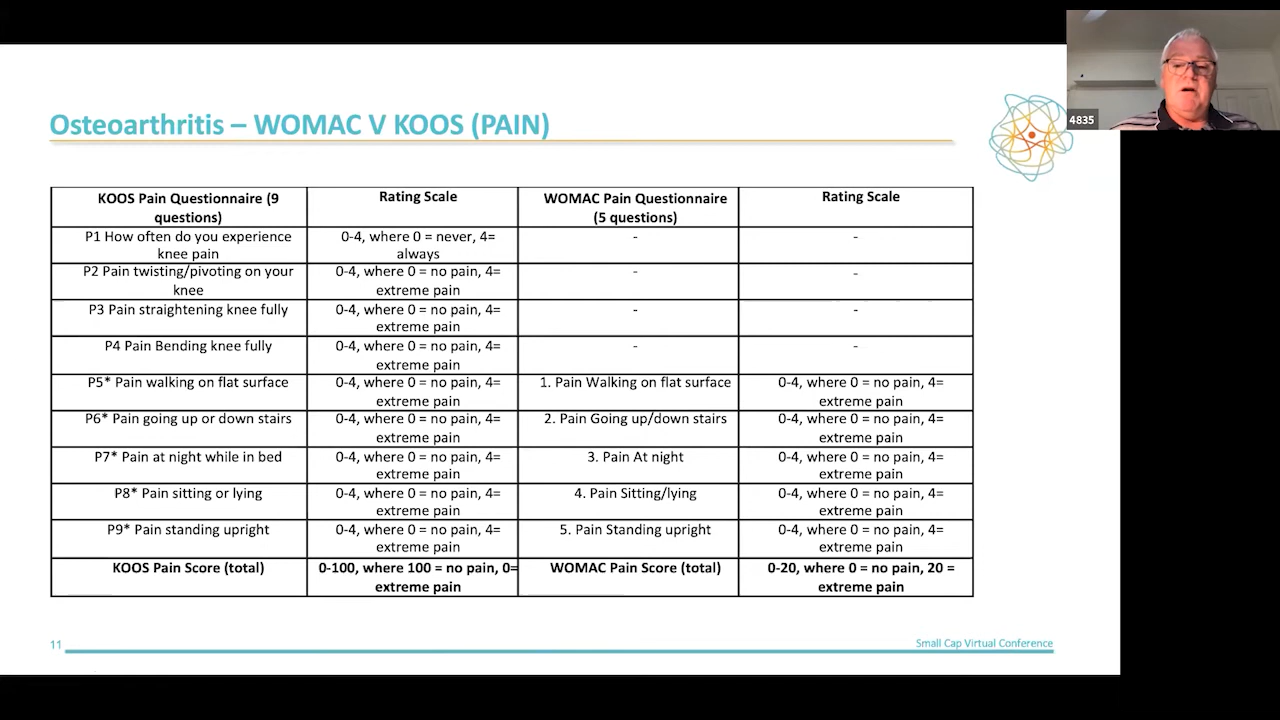 4835
Osteoarthritis – WOMAC V KOOS (PAIN)
KOOS Pain Questionnaire (9
questions)
Rating Scale
WOMAC Pain Questionnaire
(5 questions)
Rating Scale
P1 How often do you experience
knee pain
0-4, where 0 = never, 4=
always
-
-
P2 Pain twisting/pivoting on your
knee
0-4, where 0 = no pain, 4=
extreme pain
-
-
P3 Pain straightening knee fully
0-4, where 0 = no pain, 4=
extreme pain
-
-
P4 Pain Bending knee fully
0-4, where 0 = no pain, 4=
extreme pain
-
-
P5* Pain walking on flat surface
0-4, where 0 = no pain, 4=
extreme pain
1. Pain Walking on flat surface
0-4, where 0 = no pain, 4=
extreme pain
P6* Pain going up or down stairs
0-4, where 0 = no pain, 4=
extreme pain
2. Pain Going up/down stairs
0-4, where 0 = no pain, 4=
extreme pain
P7* Pain at night while in bed
0-4, where 0 = no pain, 4=
extreme pain
3. Pain At night
0-4, where 0 = no pain, 4=
extreme pain
P8* Pain sitting or lying
0-4, where 0 = no pain, 4=
extreme pain
4. Pain Sitting/lying
0-4, where 0 = no pain, 4=
extreme pain
P9* Pain standing upright
0-4, where 0 = no pain, 4=
extreme pain
5. Pain Standing upright
0-4, where 0 = no pain, 4=
extreme pain
KOOS Pain Score (total)
0-100, where 100 = no pain, 0=
extreme pain
WOMAC Pain Score (total)
0-20, where 0 = no pain, 20 =
extreme pain
11
Small Cap Virtual Conference